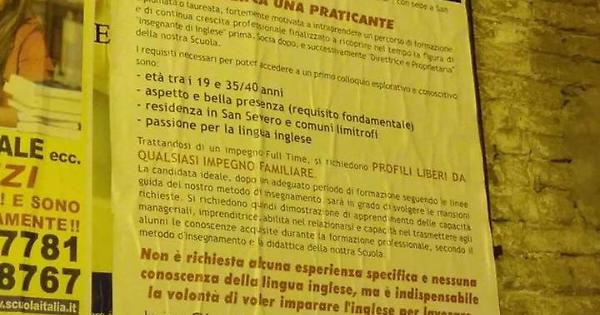 con sede a San
CA UNA PRATICANTE
diplomata o laureata, fortemente motivata a intraprendere un percorso di formazione
e di continua crescita professionale finalizzato a ricoprire nel tempo la figura di
"Insegnante di Inglese" prima, Socia dopo, e successivamente "Direttrice e Proprietaria"
della nostra Scuola.
I requisiti necessari per poter accedere a un primo colloquio esplorativo e conoscitivo
sono:
- età tra i 19 e 35/40 anni
- aspetto e bella presenza (requisito fondamentale)
- residenza in San Severo e comuni limitrofi
- passione per la lingua inglese
Trattandosi di un impegno Full Time, si richiedono PROFILI LIBERI DA
QUALSIASI IMPEGNO FAMILIARE.
La candidata ideale, dopo un adeguato periodo di formazione seguendo le linee
guida del nostro metodo di insegnamento, sarà in grado di svolgere le mansioni
richieste. Si richiedono quindi dimostrazione di apprendimento delle capacità
manageriali, imprenditrice, abilità nel relazionarsi e capacità nel trasmettere agli
alunni le conoscenze acquisite durante la formazione professionale, secondo il
metodo d'insegnamento e la didattica della nostra Scuola.
Non è richiesta alcuna esperienza specifica e nessuna
conoscenza della lingua inglese, ma è indispensabile
la volontà di voler imparare l'inglese per lavorare
E
ALE ecc.
ZI
! E SONO
AMENTE!!
7781
8767
w.scuolaitalia.it